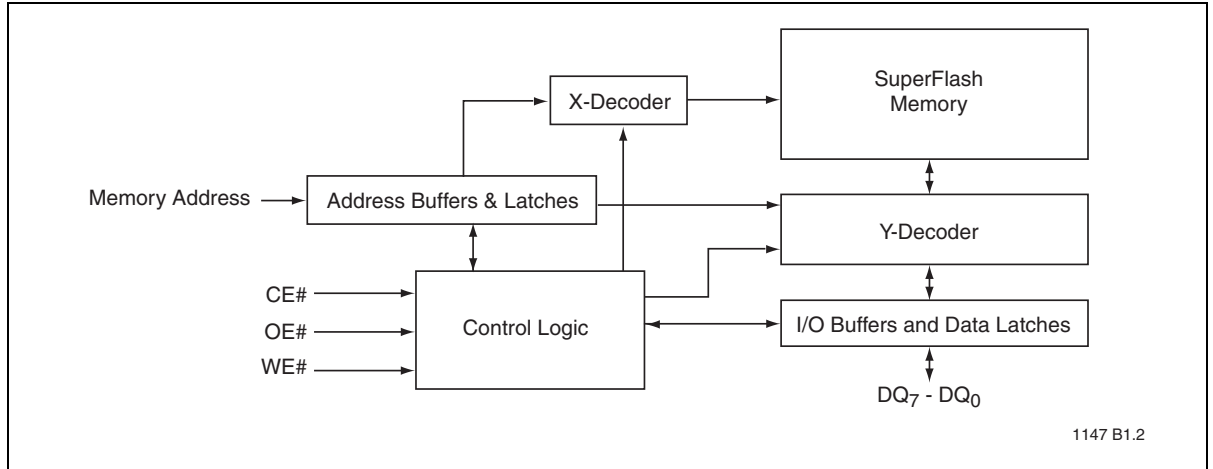 SuperFlash
Memory
X-Decoder
Memory Address
Address Buffers & Latches
Y-Decoder
CE#
OE#
WE#
Control Logic
I/O Buffers and Data Latches
DQ7 - DQ0
1147 B1.2